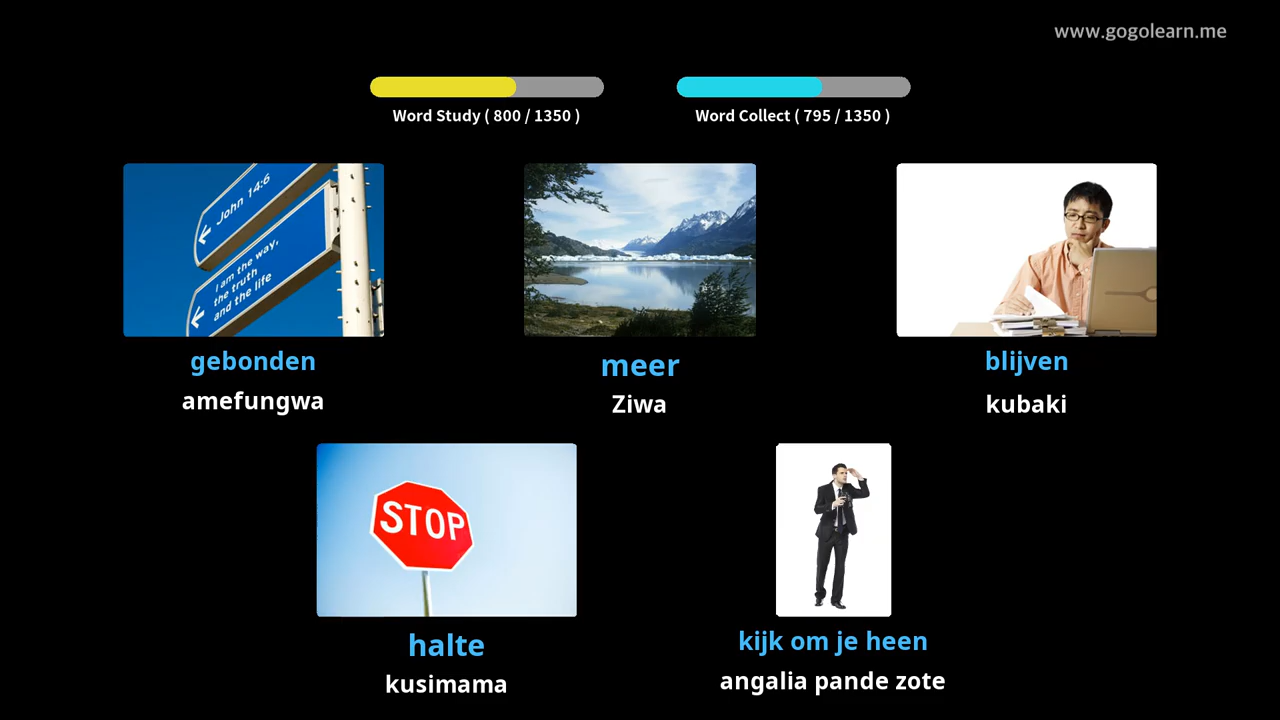 www.gogolearn.me
Word Study ( 800 / 1350 )
Word Collect ( 795 / 1350 )
John 14:6
I am the way,
the truth
and the life
gebonden
amefungwa
meer
Ziwa
blijven
kubaki
STOP
halte
kusimama
kijk om je heen
angalia pande zote